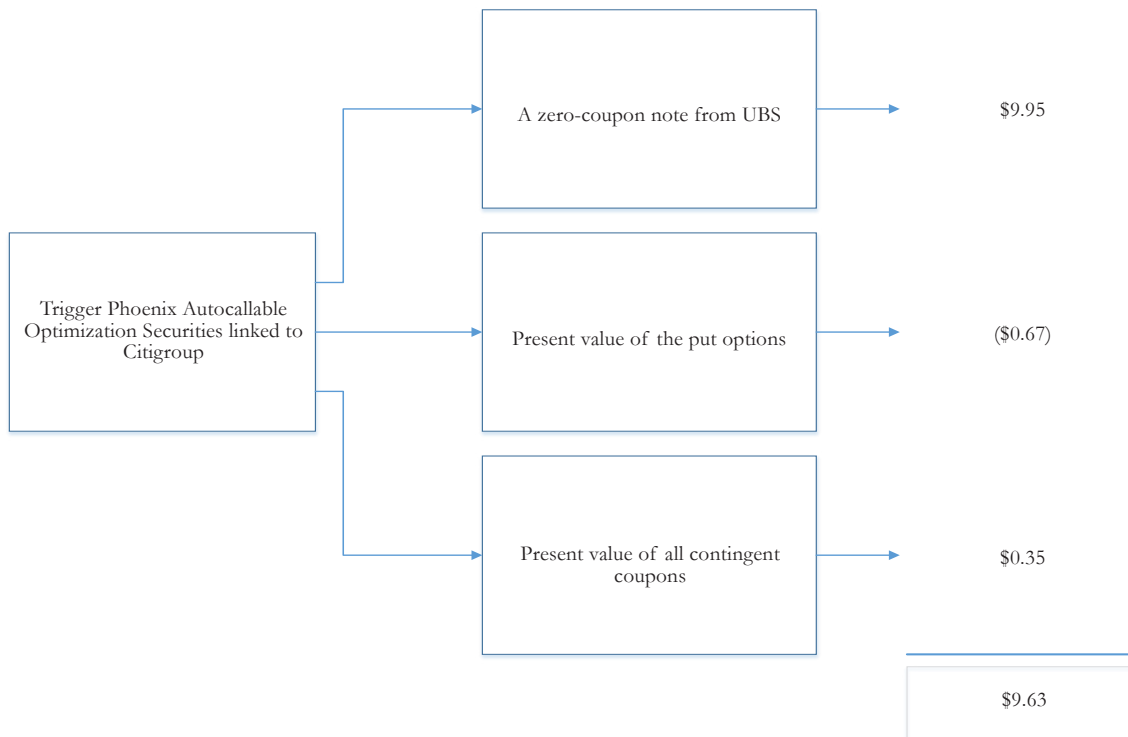 A zero-coupon note from UBS
$9.95
Trigger Phoenix Autocallable
Optimization Securities linked to
Citigroup
Present value of the put options
($0.67)
Present value of all contingent
coupons
$0.35
$9.63